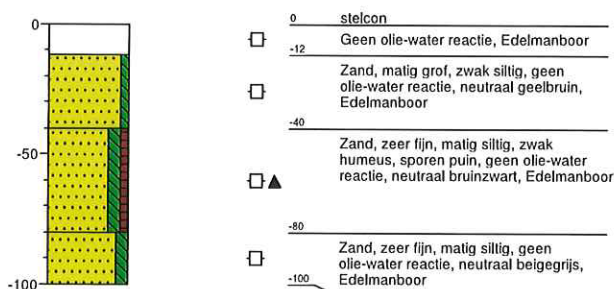 0
-50
-100
0 stelcon
Geen olie-water reactie, Edelmanboor
-12
Zand, matig grof, zwak siltig, geen
olie-water reactie, neutraal geelbruin,
Edelmanboor
-40
Zand, zeer fijn, matig siltig, zwak
humeus, sporen puin, geen olie-water
reactie, neutraal bruinzwart, Edelmanboor
-80
Zand, zeer fijn, matig siltig, geen
olie-water reactie, neutraal beigegrijs,
Edelmanboor
-100